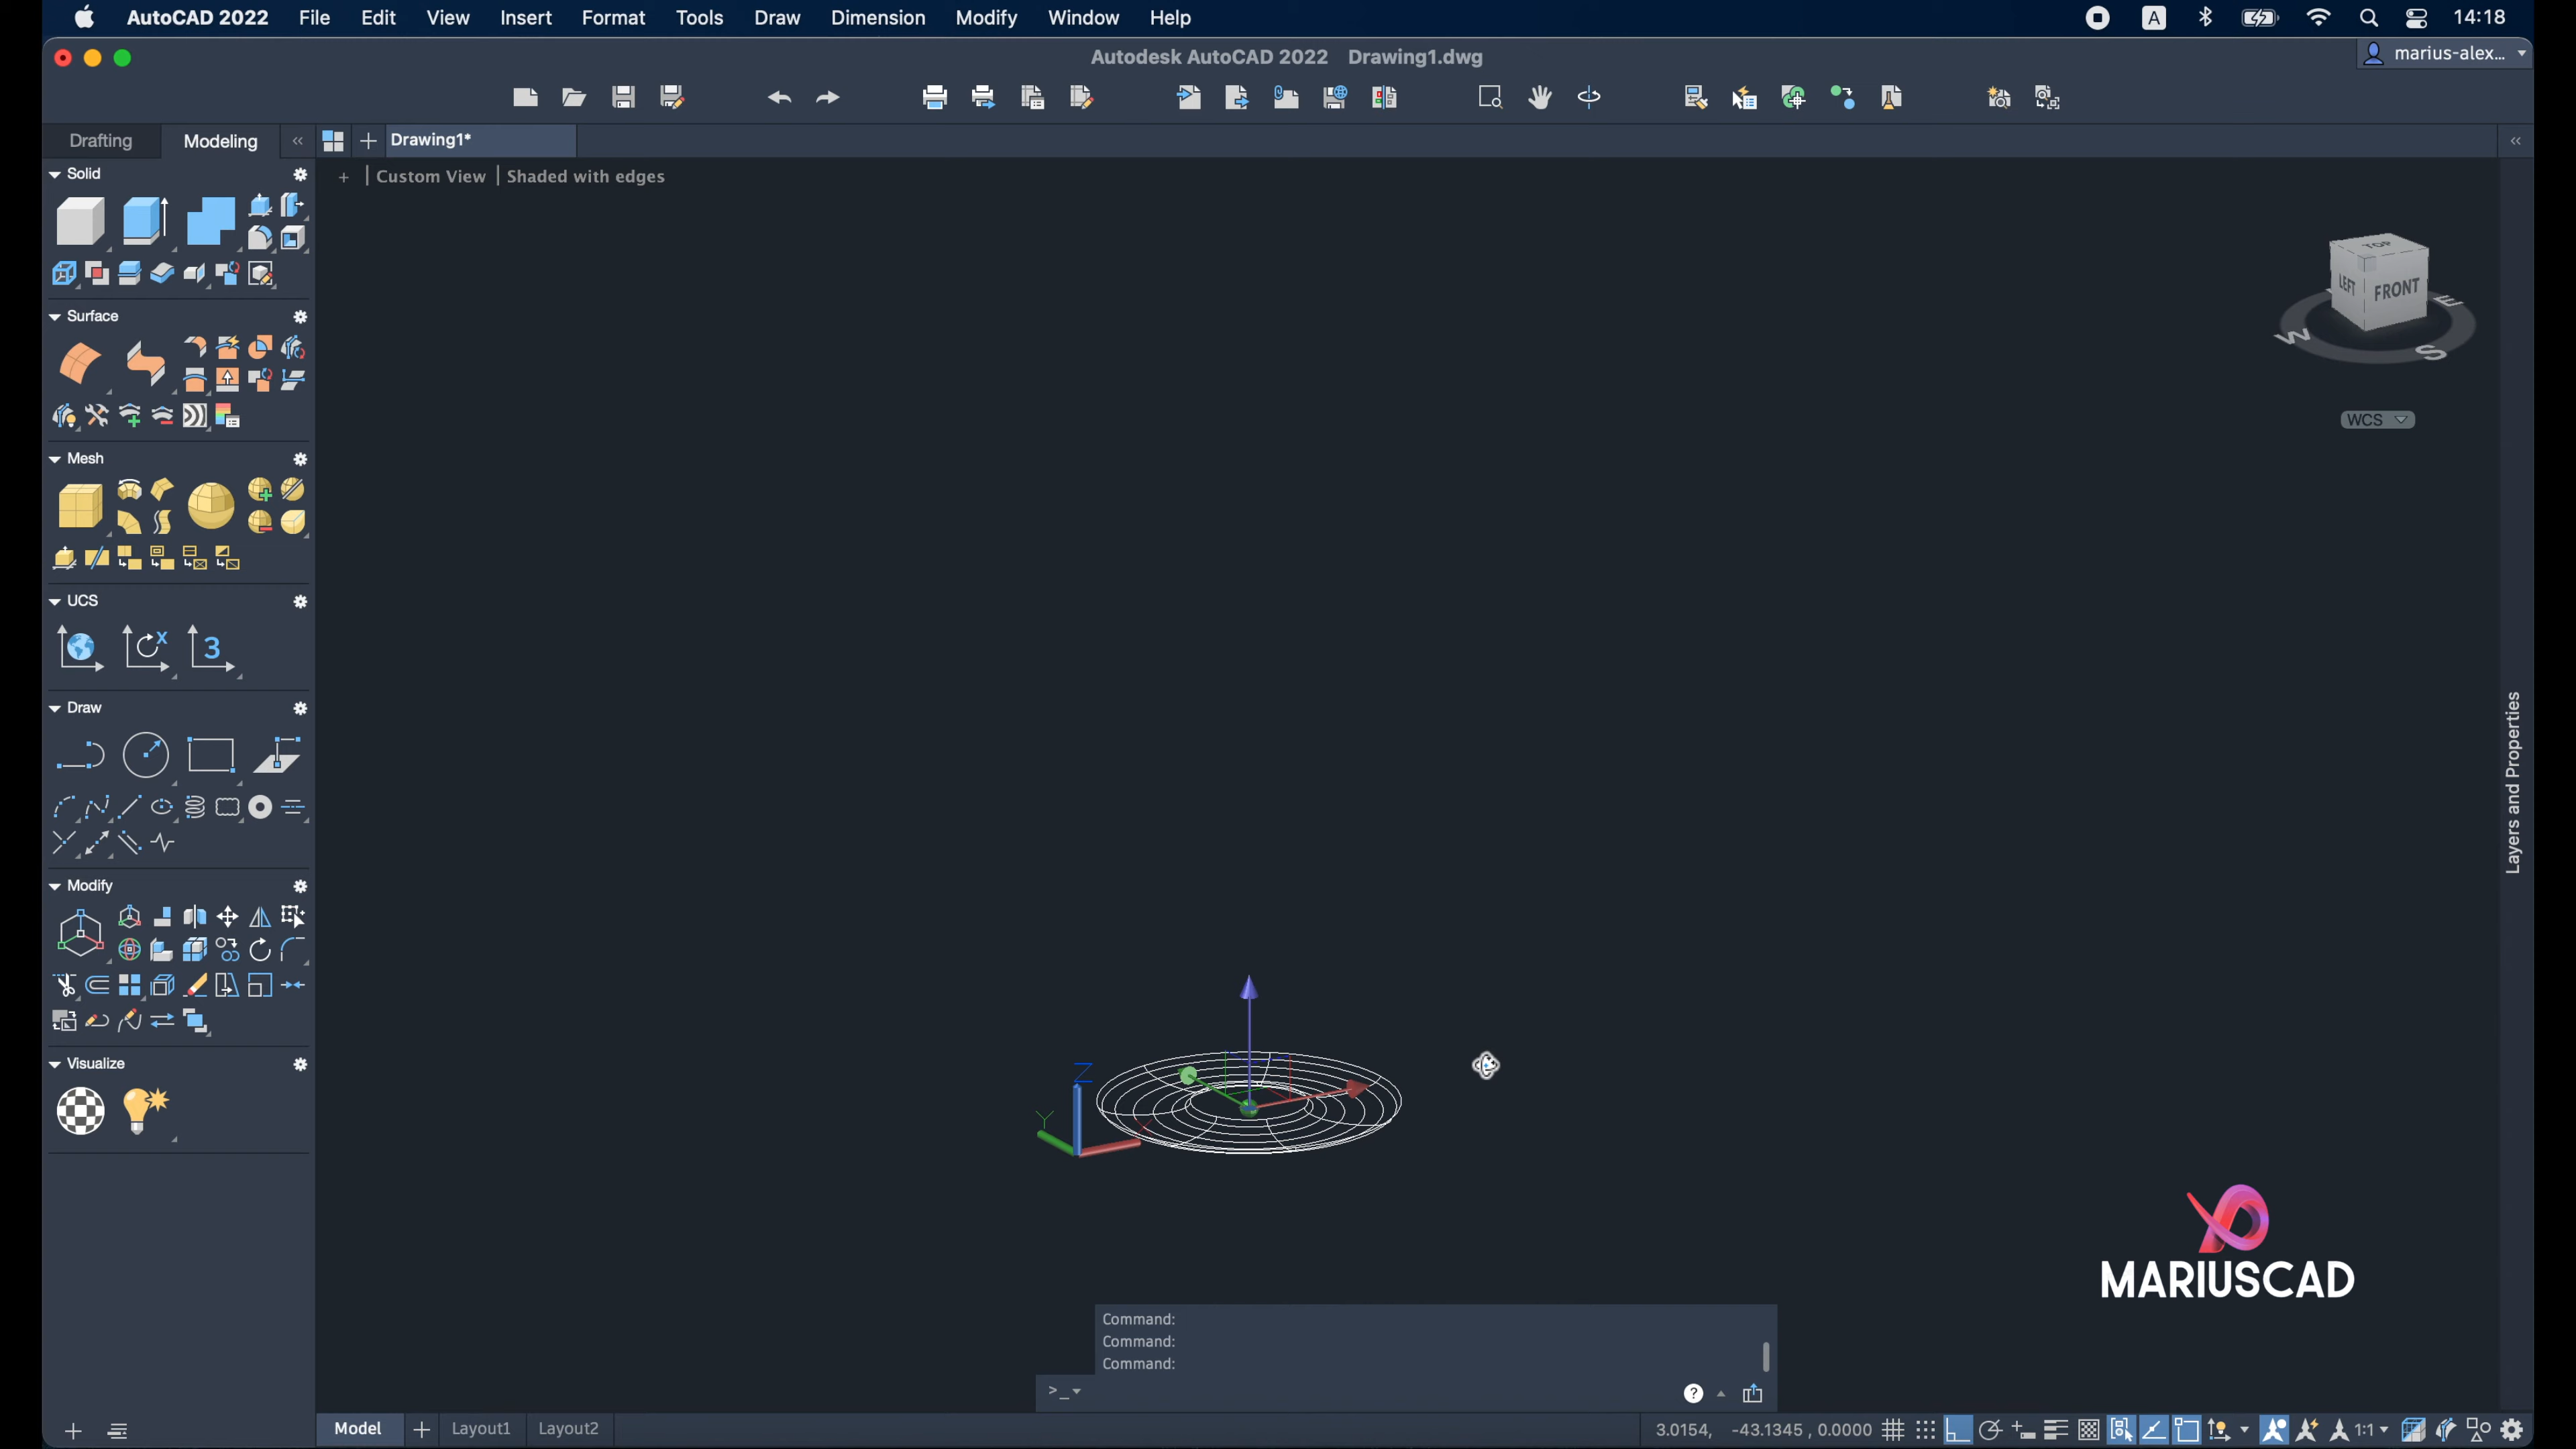 AutoCAD 2022 File Edit View Insert Format Tools Draw Dimension Modify Window Help A 14:18
Autodesk AutoCAD 2022 Drawing1.dwg
marius-alex...
Drafting Modeling Drawing1*
+ Custom View Shaded with edges
Solid
TOP
LEFT FRONT
W S E
WCS
Surface
Mesh
UCS
X 3
Draw
Layers and Properties
Modify
Z
Y
Visualize
MARIUSCAD
Command:
Command:
Command:
>_
?
Model Layout1 Layout2 3.0154, -43.1345 , 0.0000 1:1